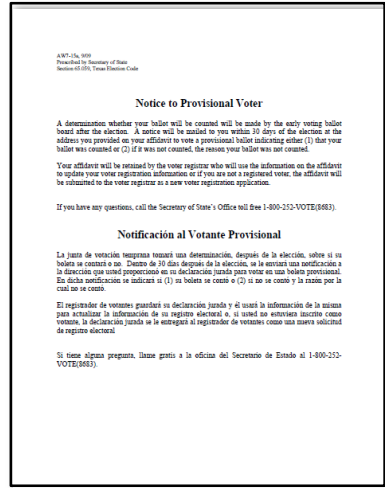 AW7-15a, 9/09
Prescribed by Secretary of State
Section 65.059, Texas Election Code
Notice to Provisional Voter
A determination whether your ballot will be counted will be made by the early voting ballot
board after the election. A notice will be mailed to you within 30 days of the election at the
address you provided on your affidavit to vote a provisional ballot indicating either (1) that your
ballot was counted or (2) if it was not counted, the reason your ballot was not counted.
Your affidavit will be retained by the voter registrar who will use the information on the affidavit
to update your voter registration information or if you are not a registered voter, the affidavit will
be submitted to the voter registrar as a new voter registration application.
If you have any questions, call the Secretary of State's Office toll free 1-800-252-VOTE(8683).
Notificación al Votante Provisional
La junta de votación temprana tomará una determinación, después de la elección, sobre si su
boleta se contará o no. Dentro de 30 días después de la elección, se le enviará una notificación a
la dirección que usted proporcionó en su declaración jurada para votar en una boleta provisional.
En dicha notificación se indicará si (1) su boleta se contó o (2) si no se contó y la razón por la
cual no se contó.
El registrador de votantes guardará su declaración jurada y él usará la información de la misma
para actualizar la información de su registro electoral o, si usted no estuviera inscrito como
votante, la declaración jurada se le entregará al registrador de votantes como una nueva solicitud
de registro electoral
Si tiene alguna pregunta, llame gratis a la oficina del Secretario de Estado al 1-800-252-
VOTE(8683).